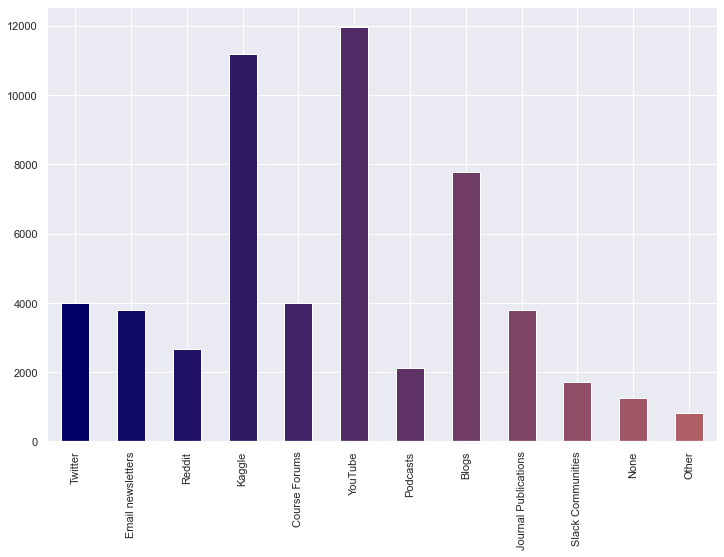 12000
10000
8000
6000
4000
2000
0
Twitter
Email newsletters
Reddit
Kaggle
Course Forums
YouTube
Podcasts
Blogs
Journal Publications
Slack Communities
None
Other